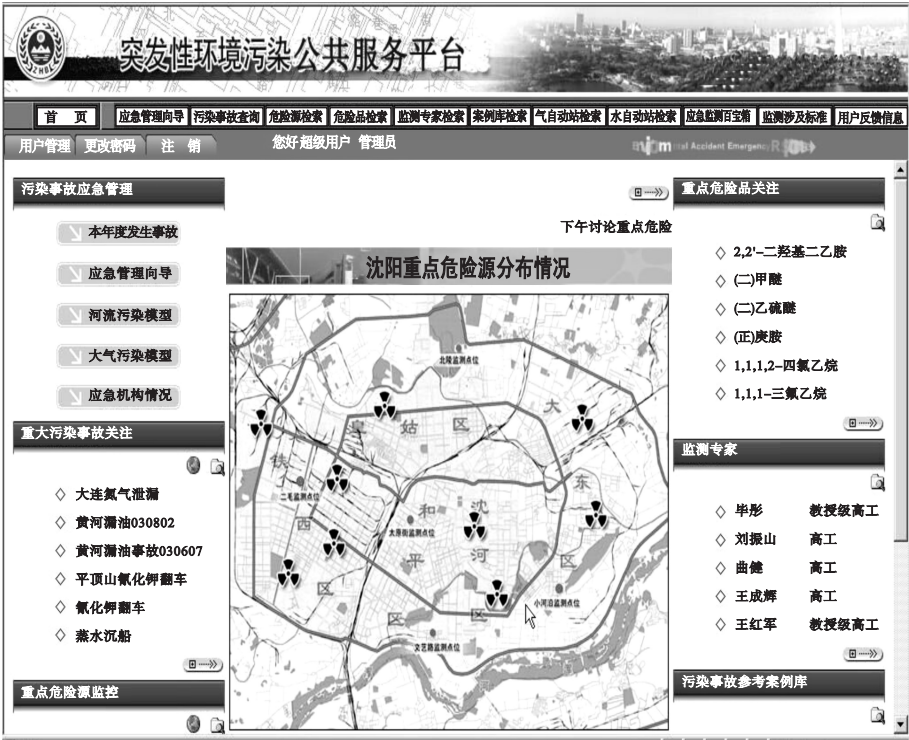 突发性环境污染公共服务平台
首 页 应急管理向导 污染事故查询 危险源检索 危险品检索 监测专家检索 案例库检索 气自动站检索 水自动站检索 应急监测百宝箱 监测涉及标准 用户反馈信息
用户管理 更改密码 注 销 您好 超级用户 管理员
Accident Emergenc
污染事故应急管理
本年度发生事故
应急管理向导
河流污染模型
大气污染模型
应急机构情况
重大污染事故关注
大连氮气泄漏
黄河漏油030802
黄河漏油事故030607
平顶山氰化钾翻车
氰化钾翻车
蒸水沉船
重点危险源监控
下午讨论重点危险
沈阳重点危险源分布情况
北陵监测点位
大
皇 姑 区
铁
东
二毛监测点位
和 沈
西
太原街监测点位
平 河
区
区
小河沿监测点位
区
区
文艺路监测点位
重点危险品关注
2,2'-二羟基二乙胺
(二)甲醚
(二)乙硫醚
(正)庚胺
1,1,1,2-四氯乙烷
1,1,1-三氟乙烷
监测专家
毕彤 教授级高工
刘振山 高工
曲健 高工
王成辉 高工
王红军 教授级高工
污染事故参考案例库